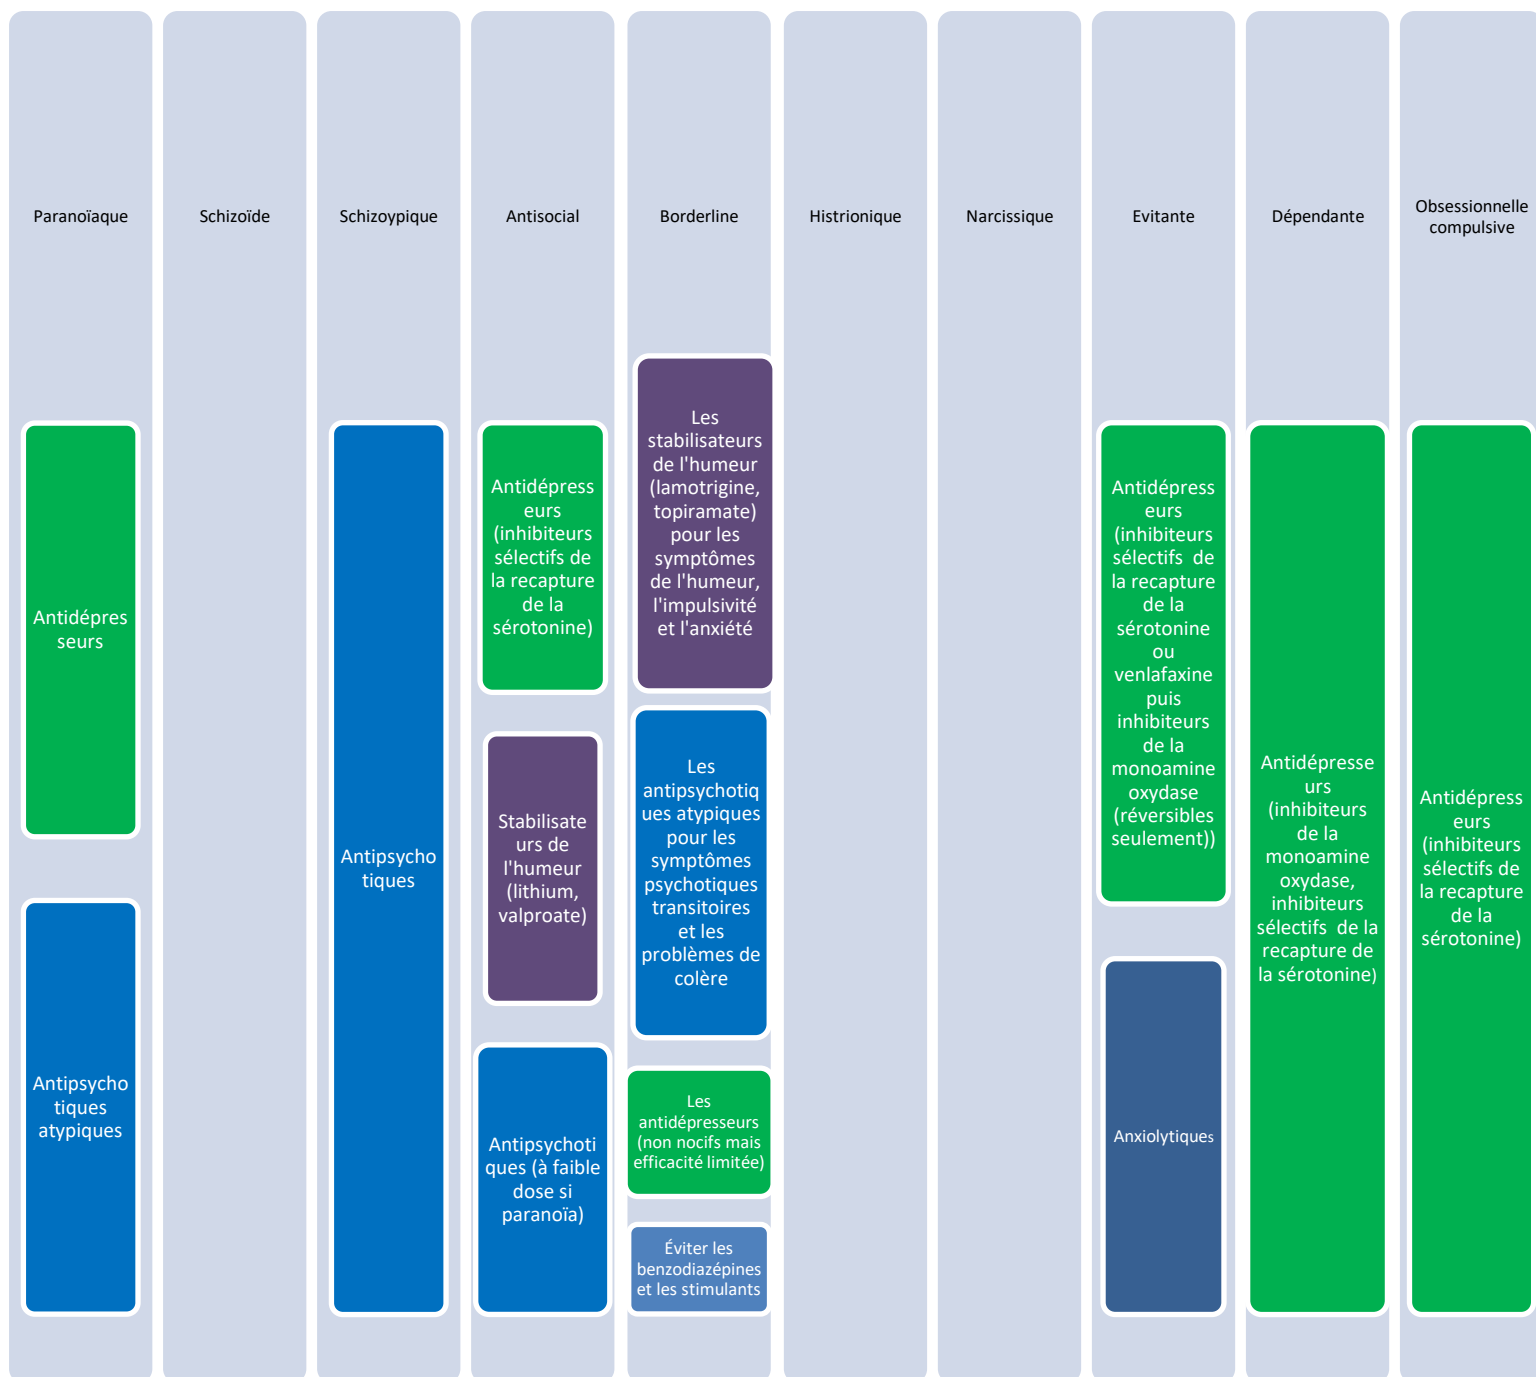 Paranoïaque
Schizoïde
Schizoypique
Antisocial
Borderline
Histrionique
Narcissique
Evitante
Dépendante
Obsessionnelle
compulsive
Antidépres
seurs
Antipsycho
tiques
atypiques
Antipsycho
tiques
Antidépress
eurs
(inhibiteurs
sélectifs de
la recapture
de la
sérotonine)
Stabilisate
urs de
l'humeur
(lithium,
valproate)
Antipsychoti
ques (à faible
dose si
paranoïa)
Les
stabilisateurs
de l'humeur
(lamotrigine,
topiramate)
pour les
symptômes
de l'humeur,
l'impulsivité
et l'anxiété
Les
antipsychotiq
ues atypiques
pour les
symptômes
psychotiques
transitoires
et les
problèmes de
colère
Les
antidépresseurs
(non nocifs mais
efficacité limitée)
Éviter les
benzodiazépines
et les stimulants
Antidépress
eurs
(inhibiteurs
sélectifs  de
la recapture
de la
sérotonine
ou
venlafaxine
puis
inhibiteurs
de la
monoamine
oxydase
(réversibles
seulement))
Anxiolytiques
Antidépresse
urs
(inhibiteurs
de la
monoamine
oxydase,
inhibiteurs
sélectifs  de la
recapture de
la sérotonine)
Antidépress
eurs
(inhibiteurs
sélectifs de
la recapture
de la
sérotonine)